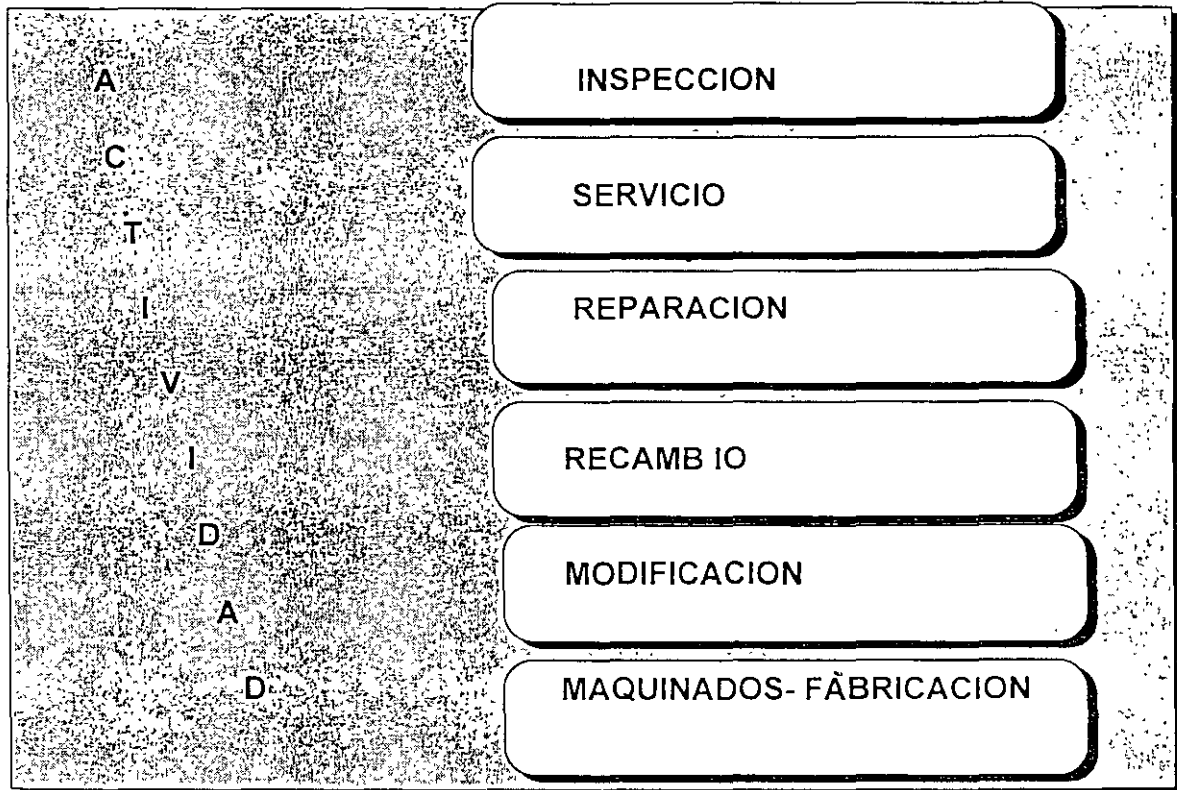 A
C
T
I
V
I
D
A
D
INSPECCION
SERVICIO
REPARACION
RECAMB IO
MODIFICACION
MAQUINADOS- FÀBRICACION